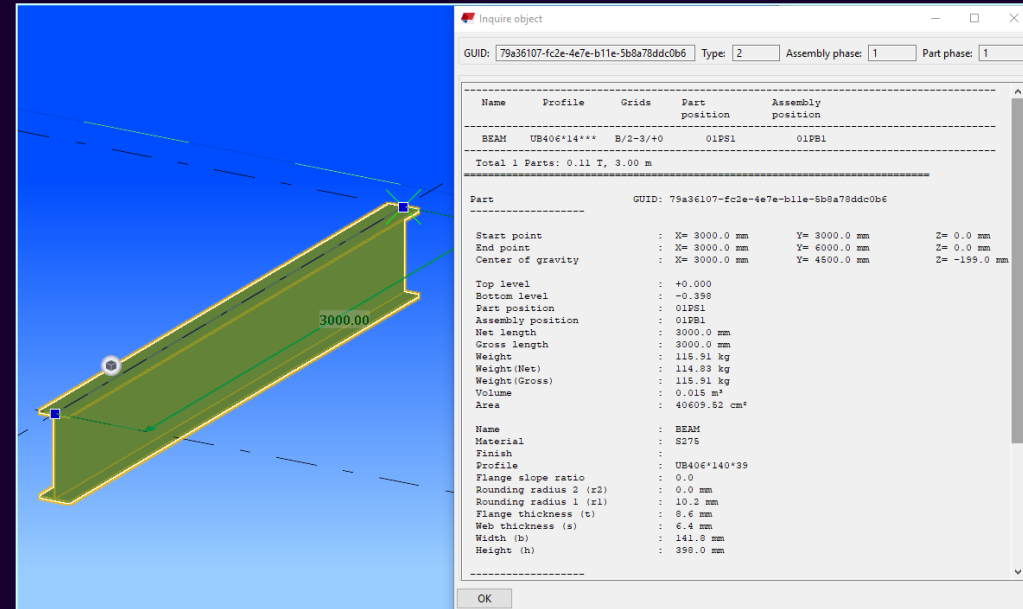 Inquire object
GUID: 79a36107-fc2e-4e7e-b11e-5b8a78ddc0b6 Type: 2 Assembly phase: 1 Part phase: 1
Name Profile Grids Part Assembly
position position
BEAM UB406*14*** B/2-3/+0 01PS1 01PB1
Total 1 Parts: 0.11 T, 3.00 m
Part GUID: 79a36107-fc2e-4e7e-b11e-5b8a78ddc0b6
Start point : X= 3000.0 mm Y= 3000.0 mm Z= 0.0 mm
End point : X= 3000.0 mm Y= 6000.0 mm Z= 0.0 mm
Center of gravity : X= 3000.0 mm Y= 4500.0 mm Z= -199.0 mm
Top level : +0.000
Bottom level : -0.398
Part position : 01PS1
Assembly position : 01PB1
Net length : 3000.0 mm
Gross length : 3000.0 mm
Weight : 115.91 kg
Weight(Net) : 114.83 kg
Weight(Gross) : 115.91 kg
Volume : 0.015 m³
Area : 40609.52 cm²
Name : BEAM
Material : S275
Finish :
Profile : UB406*140*39
Flange slope ratio : 0.0
Rounding radius 2 (r2) : 0.0 mm
Rounding radius 1 (r1) : 10.2 mm
Flange thickness (t) : 8.6 mm
Web thickness (s) : 6.4 mm
Width (b) : 141.8 mm
Height (h) : 398.0 mm
OK
3000.00